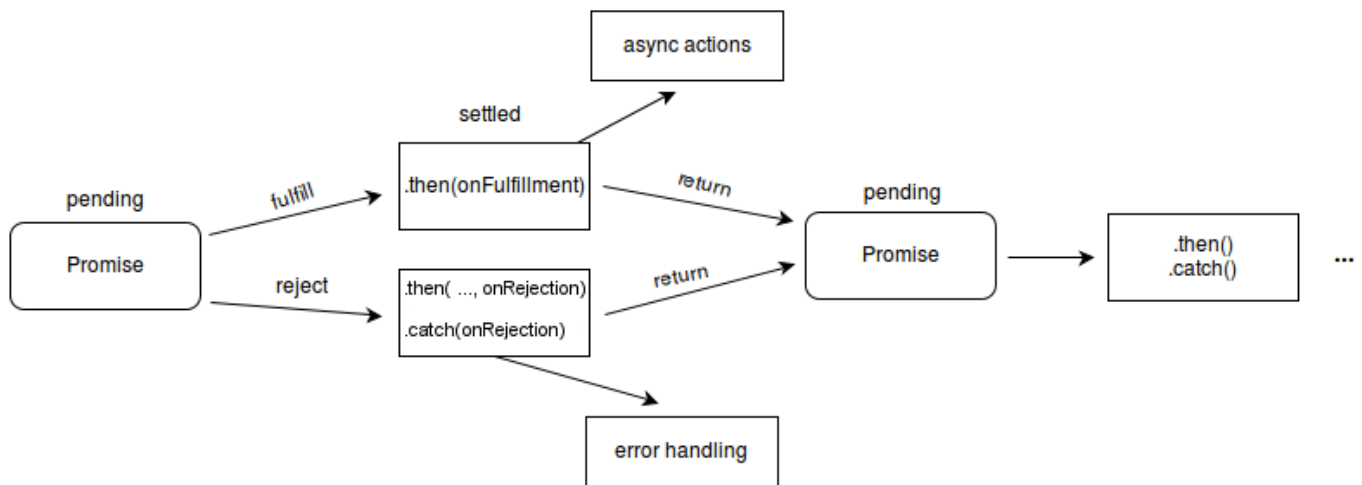 async actions
settled
.then(onFulfillment)
fulfill
return
pending
Promise
reject
.then( ..., onRejection)
.catch(onRejection)
return
error handling
pending
Promise
.then()
.catch()
...